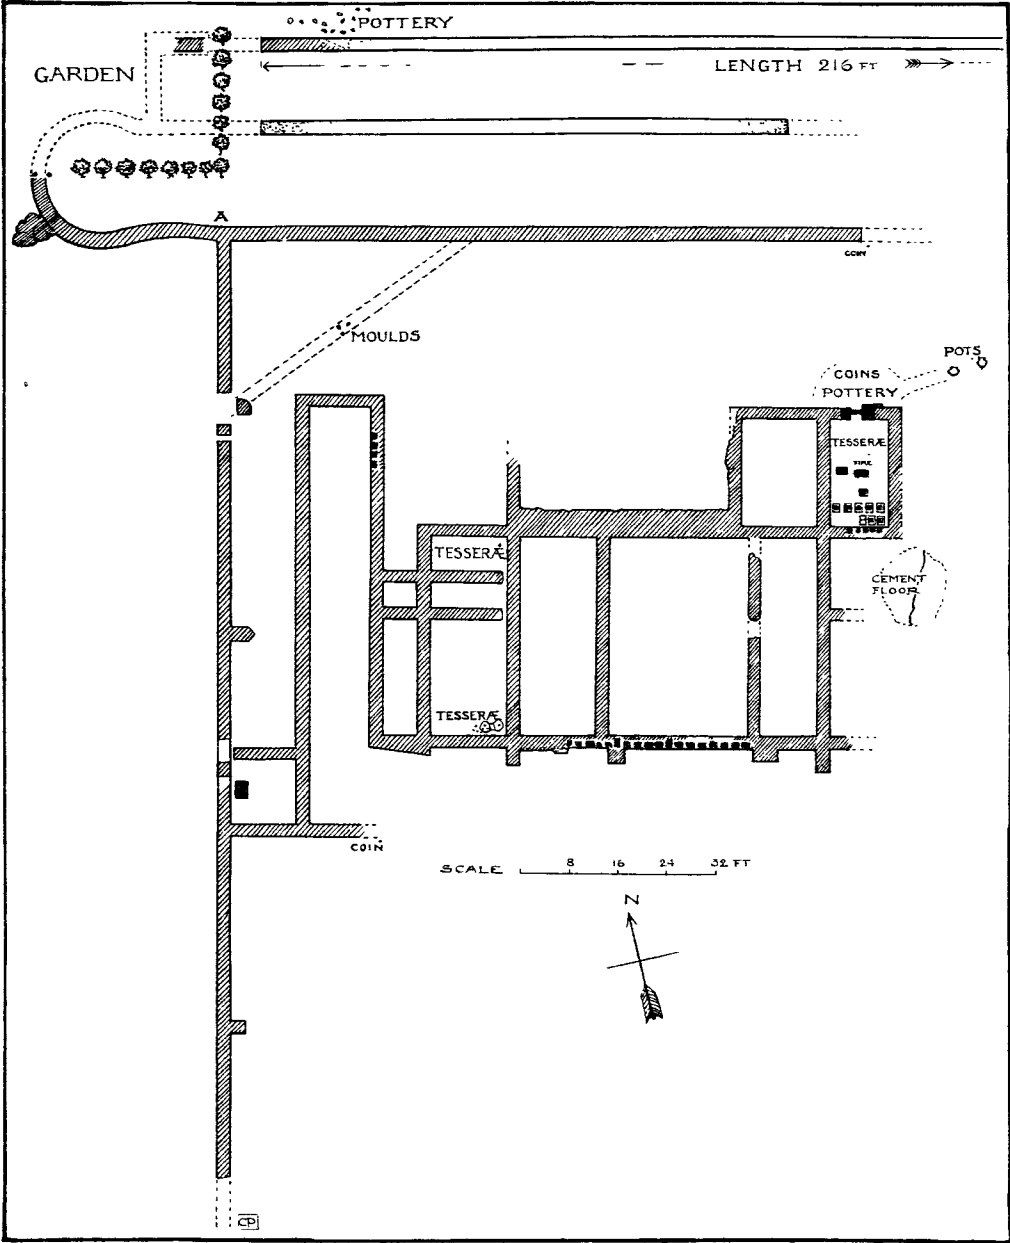 POTTERY
GARDEN
LENGTH 216 FT
A
COIN
MOULDS
POTS
COINS
POTTERY
TESSERÆ
TESSERÆ
CEMENT
FLOOR
TESSERÆ
COIN
SCALE 8 16 24 32 FT
N
CP